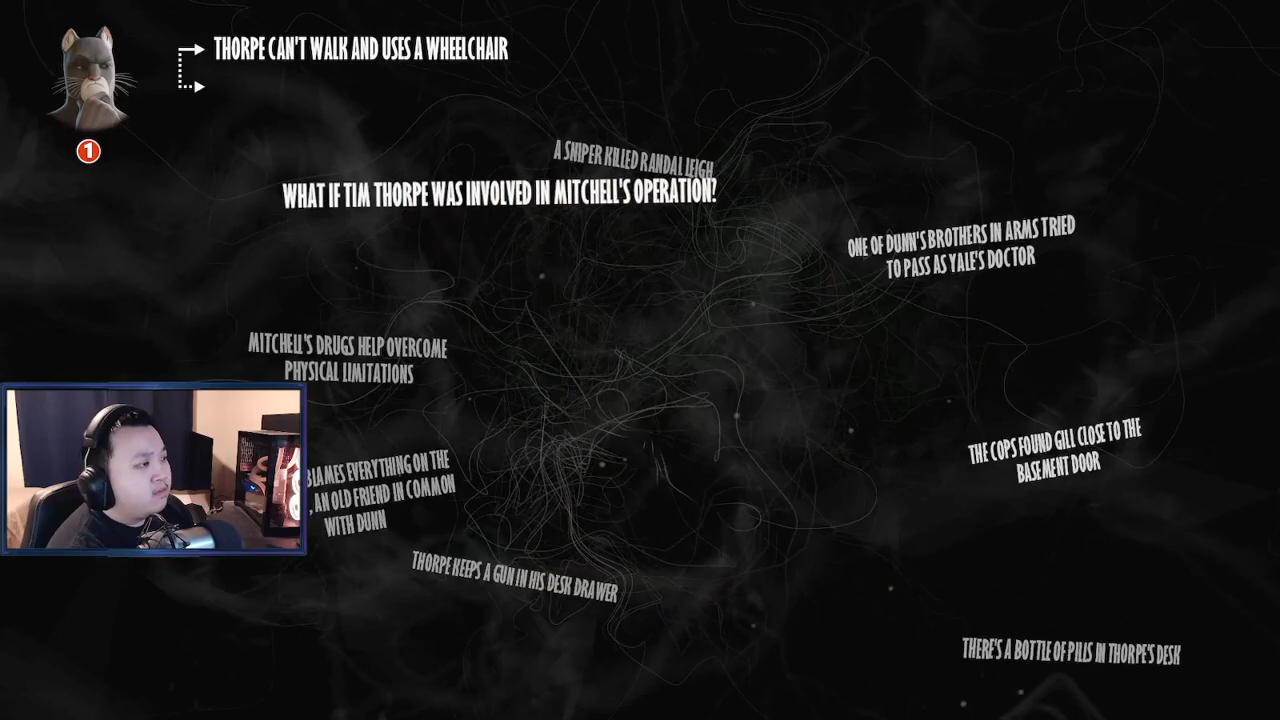 THORPE CAN'T WALK AND USES A WHEELCHAIR
1
A SNIPER KILLED RANDAL LEIGH
WHAT IF TIM THORPE WAS INVOLVED IN MITCHELL'S OPERATION?
ONE OF DUNN'S BROTHERS IN ARMS TRIED
TO PASS AS YALE'S DOCTOR
MITCHELL'S DRUGS HELP OVERCOME
PHYSICAL LIMITATIONS
THE COPS FOUND GILL CLOSE TO THE
BASEMENT DOOR
BLAMES EVERYTHING ON THE
, AN OLD FRIEND IN COMMON
WITH DUNN
THORPE KEEPS A GUN IN HIS DESK DRAWER
THERE'S A BOTTLE OF PILLS IN THORPE'S DESK